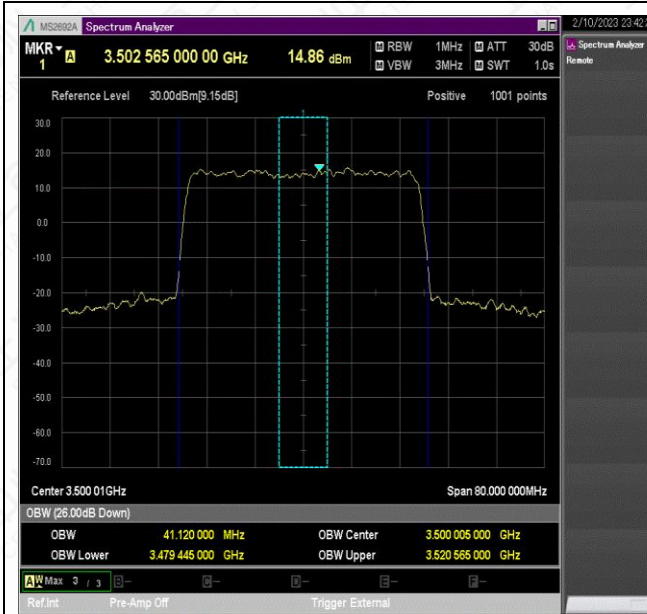 MS2692A Spectrum Analyzer
2/10/2023 23:42:
MKR 1 A 3.502 565 000 00 GHz 14.86 dBm
M RBW 1MHz M ATT 30dB
M VBW 3MHz M SWT 1.0s
Spectrum Analyzer
Remote
Reference Level 30.00dBm[9.15dB] Positive 1001 points
30.0
20.0
10.0
0.0
-10.0
-20.0
-30.0
-40.0
-50.0
-60.0
-70.0
Center 3.500 01GHz Span 80.000 000MHz
OBW (26.00dB Down)
OBW 41.120 000 MHz OBW Center 3.500 005 000 GHz
OBW Lower 3.479 445 000 GHz OBW Upper 3.520 565 000 GHz
A W Max 3 / 3 B- C- D- E- F-
Ref.Int Pre-Amp Off Trigger External